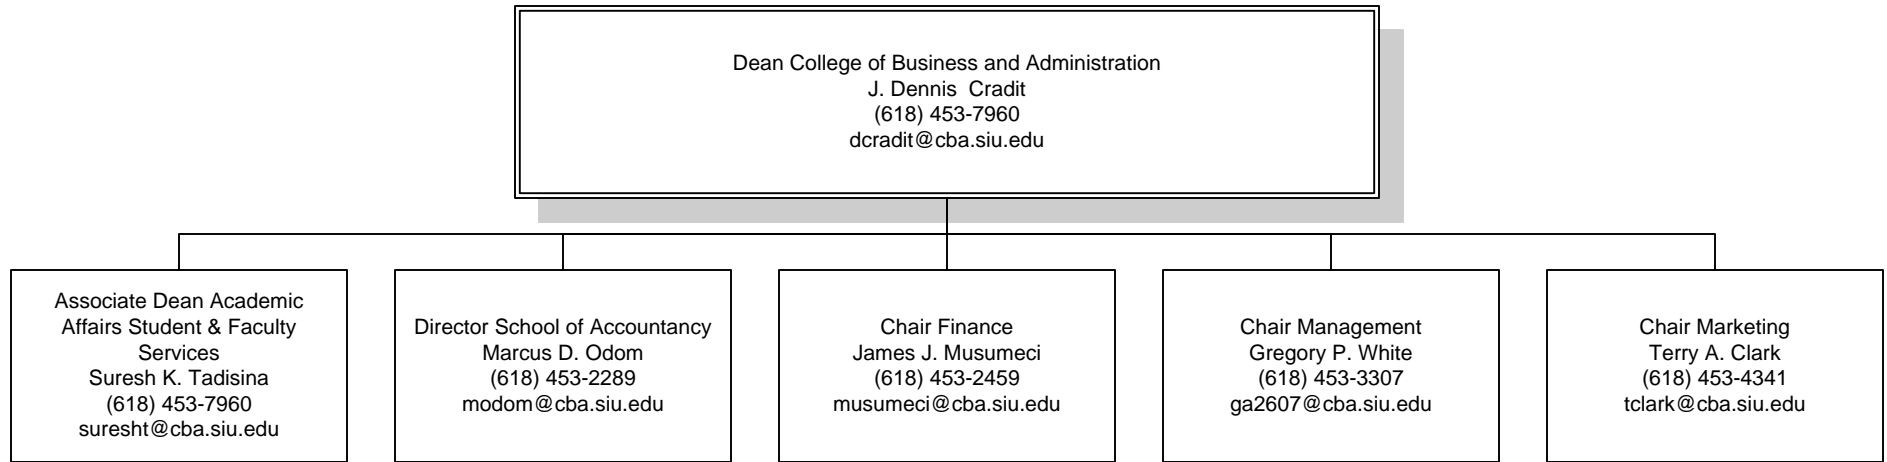 Dean College of Business and Administration
J. Dennis  Cradit
(618) 453-7960
dcradit@cba.siu.edu
Associate Dean Academic
Affairs Student & Faculty
Services
Suresh K. Tadisina
(618) 453-7960
suresht@cba.siu.edu
Director School of Accountancy
Marcus D. Odom
(618) 453-2289
modom@cba.siu.edu
Chair Finance
James J. Musumeci
(618) 453-2459
musumeci@cba.siu.edu
Chair Management
Gregory P. White
(618) 453-3307
ga2607@cba.siu.edu
Chair Marketing
Terry A. Clark
(618) 453-4341
tclark@cba.siu.edu